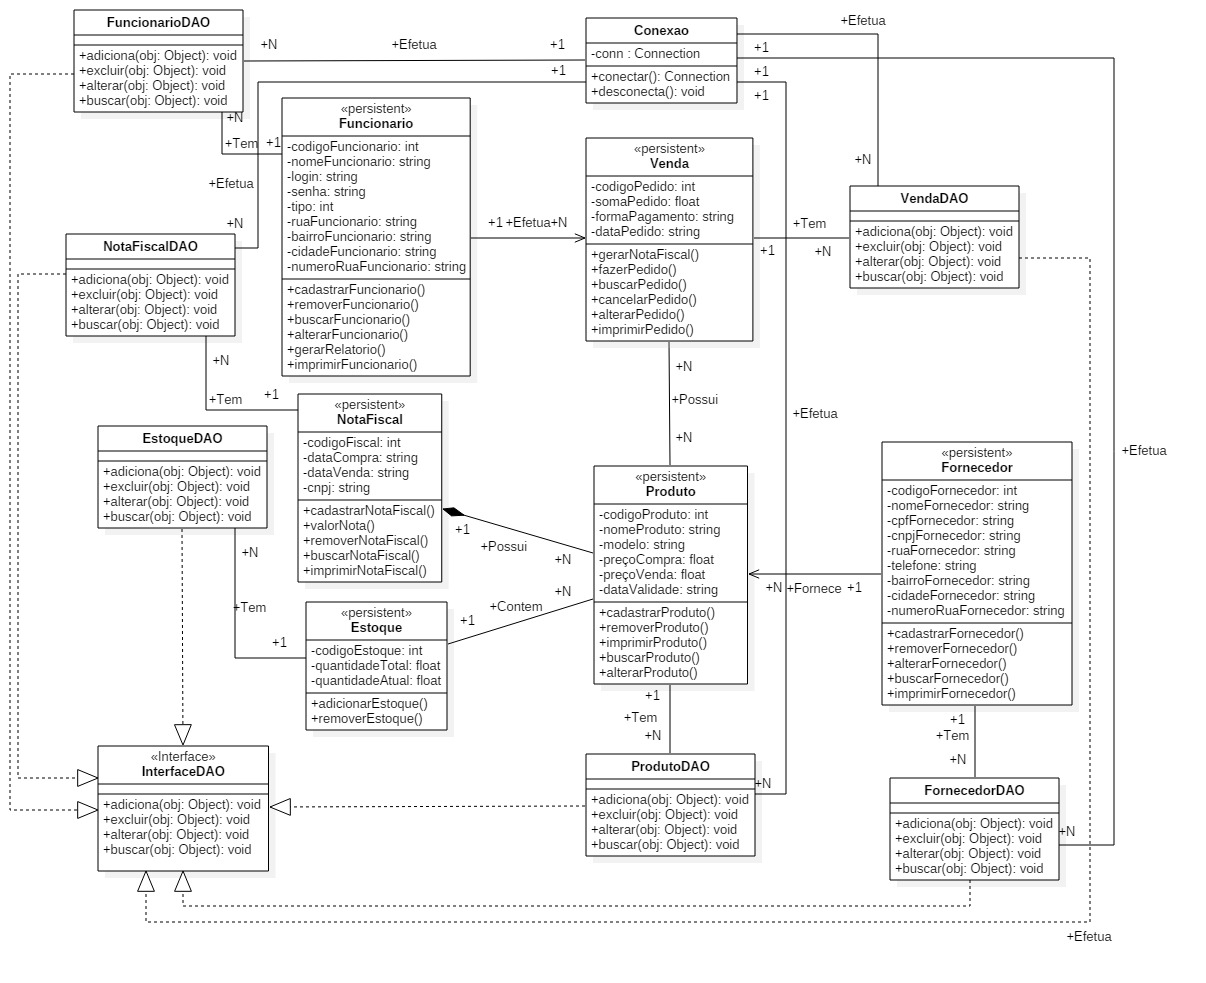 FuncionarioDAO
+adiciona(obj: Object): void
+excluir(obj: Object): void
+alterar(obj: Object): void
+buscar(obj: Object): void
+N
+Efetua
+1
Conexao
-conn : Connection
+conectar(): Connection
+desconecta(): void
+Efetua
+1
+1
+1
+1
+N
+Tem
+1
+Efetua
+N
«persistent»
Funcionario
-codigoFuncionario: int
-nomeFuncionario: string
-login: string
-senha: string
-tipo: int
-ruaFuncionario: string
-bairroFuncionario: string
-cidadeFuncionario: string
-numeroRuaFuncionario: string
+cadastrarFuncionario()
+removerFuncionario()
+buscarFuncionario()
+alterarFuncionario()
+gerarRelatorio()
+imprimirFuncionario()
+1 +Efetua+N
«persistent»
Venda
-codigoPedido: int
-somaPedido: float
-formaPagamento: string
-dataPedido: string
+gerarNotaFiscal()
+fazerPedido()
+buscarPedido()
+cancelarPedido()
+alterarPedido()
+imprimirPedido()
+1
+Tem
+N
+N
VendaDAO
+adiciona(obj: Object): void
+excluir(obj: Object): void
+alterar(obj: Object): void
+buscar(obj: Object): void
NotaFiscalDAO
+adiciona(obj: Object): void
+excluir(obj: Object): void
+alterar(obj: Object): void
+buscar(obj: Object): void
+N
+Tem
+1
«persistent»
NotaFiscal
-codigoFiscal: int
-dataCompra: string
-dataVenda: string
-cnpj: string
+cadastrarNotaFiscal()
+valorNota()
+removerNotaFiscal()
+buscarNotaFiscal()
+imprimirNotaFiscal()
+N
+Possui
+N
+Efetua
+Efetua
EstoqueDAO
+adiciona(obj: Object): void
+excluir(obj: Object): void
+alterar(obj: Object): void
+buscar(obj: Object): void
+N
+Tem
+1
+1
+Possui
+N
«persistent»
Produto
-codigoProduto: int
-nomeProduto: string
-modelo: string
-preçoCompra: float
-preçoVenda: float
-dataValidade: string
+cadastrarProduto()
+removerProduto()
+imprimirProduto()
+buscarProduto()
+alterarProduto()
+N
+Fornece
+1
«persistent»
Fornecedor
-codigoFornecedor: int
-nomeFornecedor: string
-cpfFornecedor: string
-cnpjFornecedor: string
-ruaFornecedor: string
-telefone: string
-bairroFornecedor: string
-cidadeFornecedor: string
-numeroRuaFornecedor: string
+cadastrarFornecedor()
+removerFornecedor()
+alterarFornecedor()
+buscarFornecedor()
+imprimirFornecedor()
+N
+Contem
+1
«persistent»
Estoque
-codigoEstoque: int
-quantidadeTotal: float
-quantidadeAtual: float
+adicionarEstoque()
+removerEstoque()
+1
+Tem
+N
+1
+Tem
+N
«Interface»
InterfaceDAO
+adiciona(obj: Object): void
+excluir(obj: Object): void
+alterar(obj: Object): void
+buscar(obj: Object): void
ProdutoDAO
+adiciona(obj: Object): void
+excluir(obj: Object): void
+alterar(obj: Object): void
+buscar(obj: Object): void
+N
FornecedorDAO
+adiciona(obj: Object): void
+excluir(obj: Object): void
+alterar(obj: Object): void
+buscar(obj: Object): void
+N
+Efetua